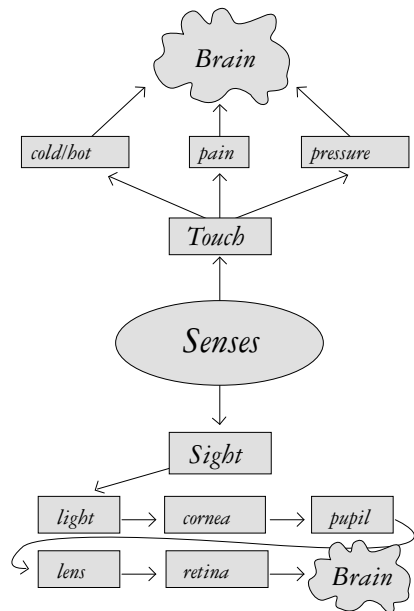 Brain
cold/hot pain pressure
Touch
Senses
Sight
light cornea pupil
lens retina Brain